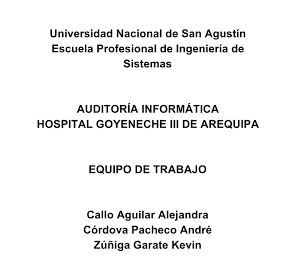 Universidad Nacional de San Agustín
Escuela Profesional de Ingeniería de
Sistemas
AUDITORÍA INFORMÁTICA
HOSPITAL GOYENECHE III DE AREQUIPA
EQUIPO DE TRABAJO
Callo Aguilar Alejandra
Córdova Pacheco André
Zúñiga Garate Kevin